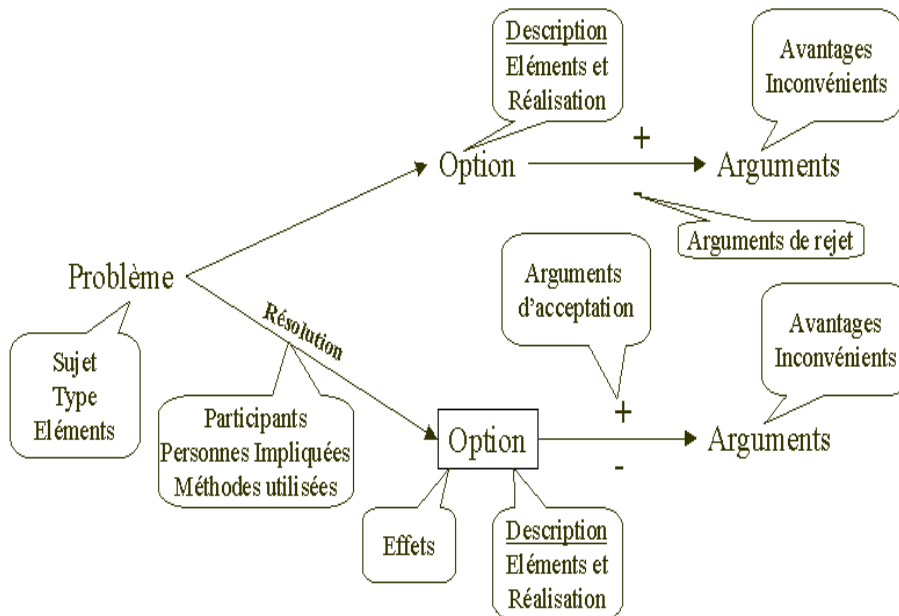 Description
Eléments et
Réalisation
Avantages
Inconvénients
+
Option
Arguments
-
Arguments de rejet
Problème
Sujet
Type
Eléments
Résolution
Participants
Personnes Impliquées
Méthodes utilisées
Arguments
d'acceptation
Avantages
Inconvénients
+
Option
Arguments
-
Effets
Description
Eléments et
Réalisation